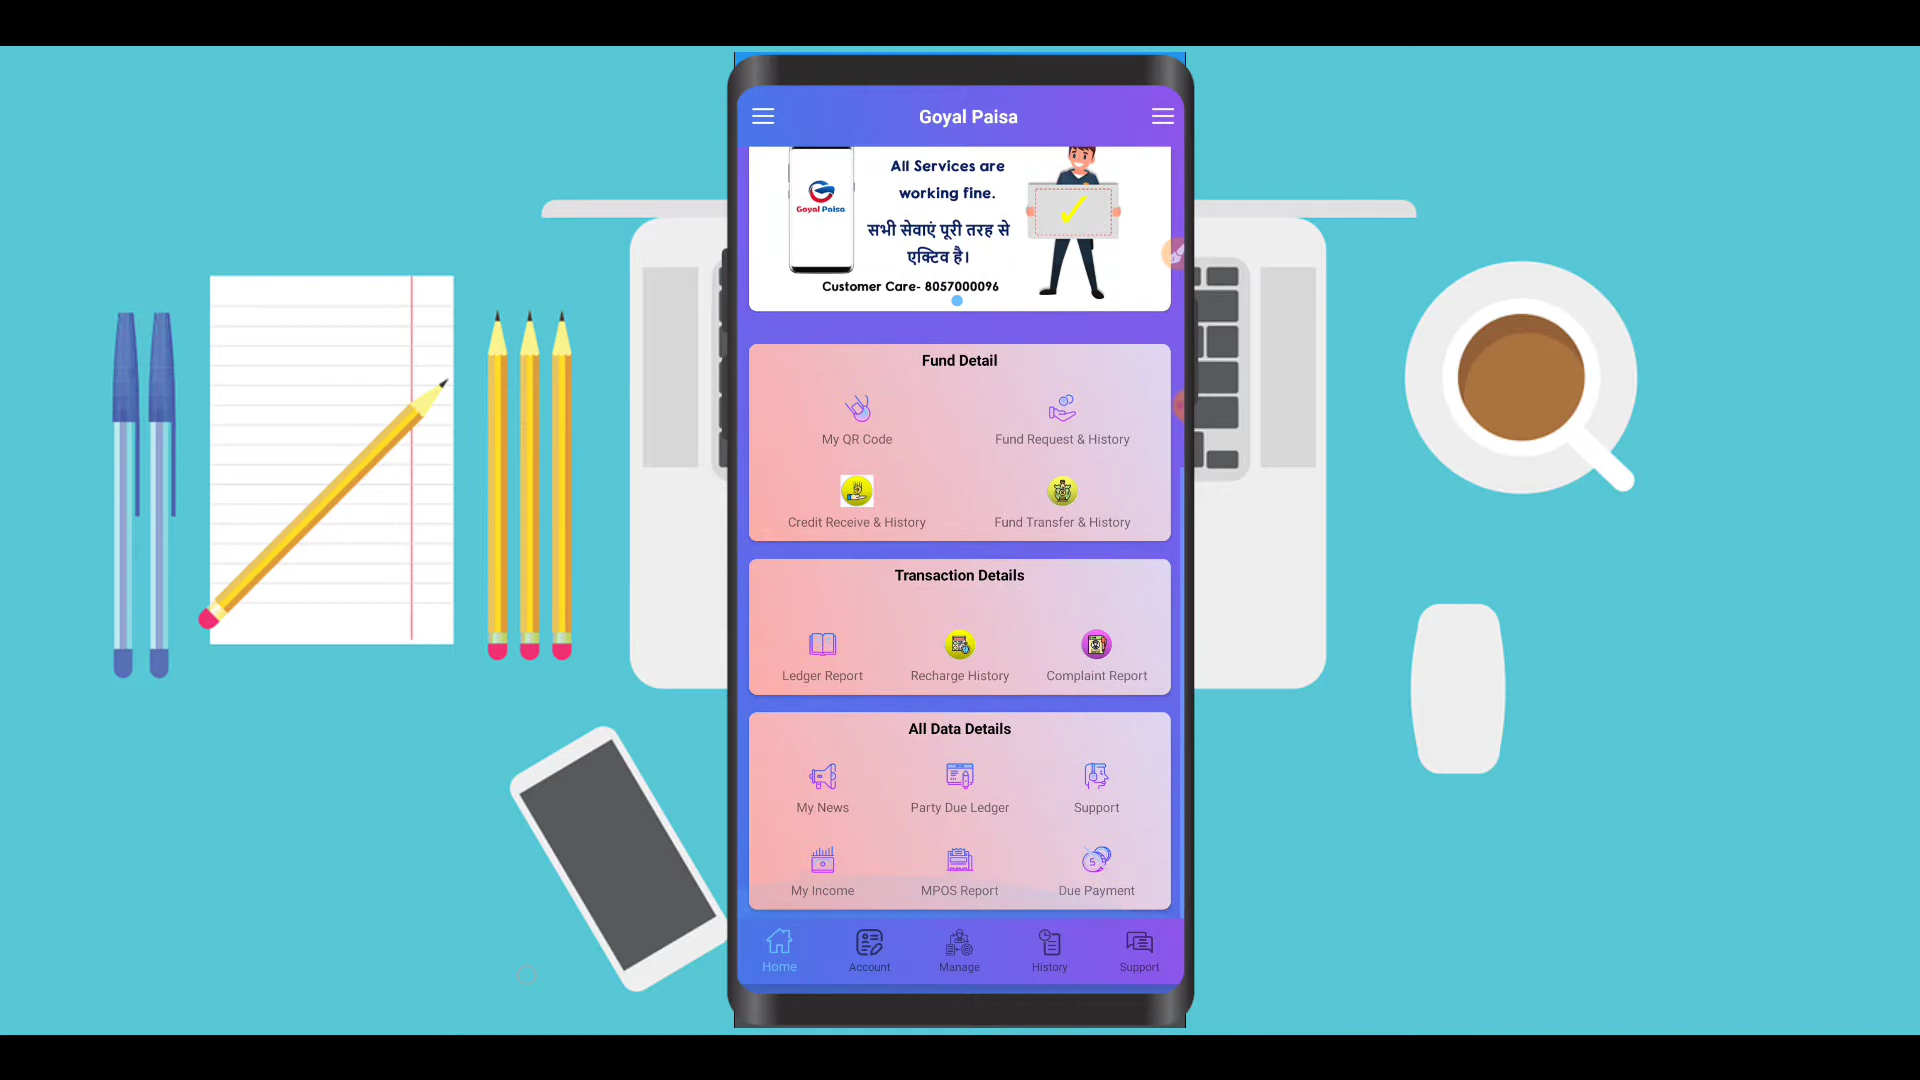 Goyal Paisa
All Services are
working fine.
Goyal Paisa
सभी सेवाएं पूरी तरह से
एक्टिव है।
Customer Care- 8057000096
Fund Detail
My QR Code
Fund Request & History
Credit Receive & History
Fund Transfer & History
Transaction Details
Ledger Report
Recharge History
Complaint Report
All Data Details
My News
Party Due Ledger
Support
My Income
MPOS Report
Due Payment
Home
Account
Manage
History
Support